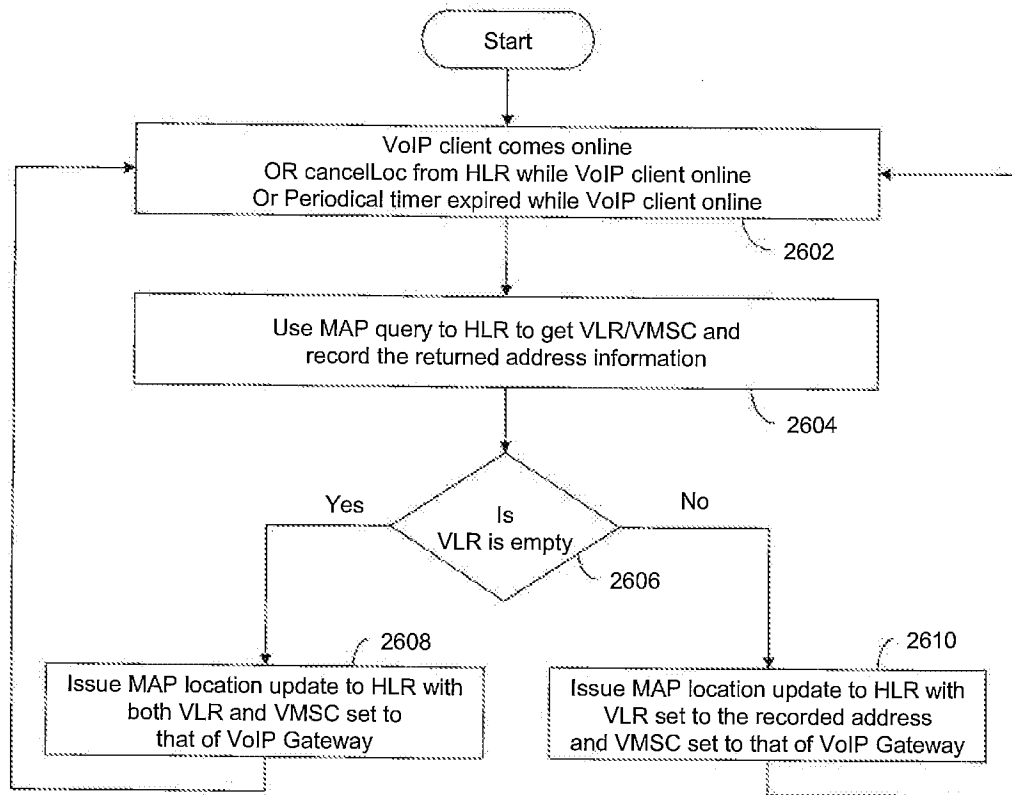 Start
VoIP client comes online
OR cancelLoc from HLR while VoIP client online
Or Periodical timer expired while VoIP client online
2602
Use MAP query to HLR to get VLR/VMSC and
record the returned address information
2604
Yes
Is
VLR is empty
No
2606
2608
Issue MAP location update to HLR with
both VLR and VMSC set to
that of VoIP Gateway
2610
Issue MAP location update to HLR with
VLR set to the recorded address
and VMSC set to that of VoIP Gateway